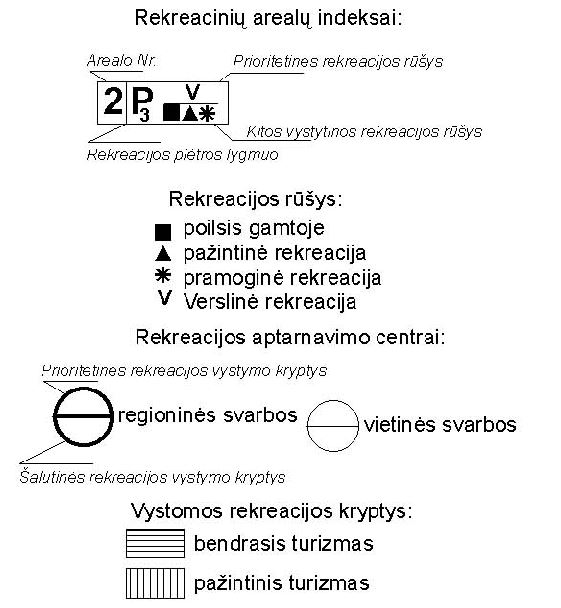 Rekreacinių arealų indeksai:
Arealo Nr.
Prioritetines rekreacijos rūšys
2 P3 V
Kitos vystytinos rekreacijos rūšys
Rekreacijos plėtros lygmuo
Rekreacijos rūšys:
poilsis gamtoje
pažintinė rekreacija
pramoginė rekreacija
V Verslinė rekreacija
Rekreacijos aptarnavimo centrai:
Prioritetines rekreacijos vystymo kryptys
regioninės svarbos
vietinės svarbos
Šalutinės rekreacijos vystymo kryptys
Vystomos rekreacijos kryptys:
bendrasis turizmas
pažintinis turizmas